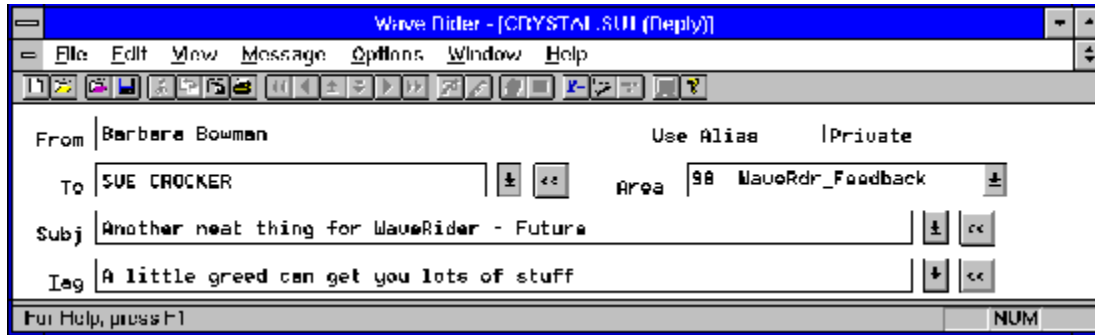 Wave Rider - [CRYSTAL.SUI (Reply)]
File Edit View Message Options Window Help
From Barbara Bowman Use Alias Private
To SUE CROCKER << Area 98 WaveRdr_Feedback
Subj Another neat thing for WaveRider - Future <<
Tag A little greed can get you lots of stuff <<
For Help, press F1 NUM